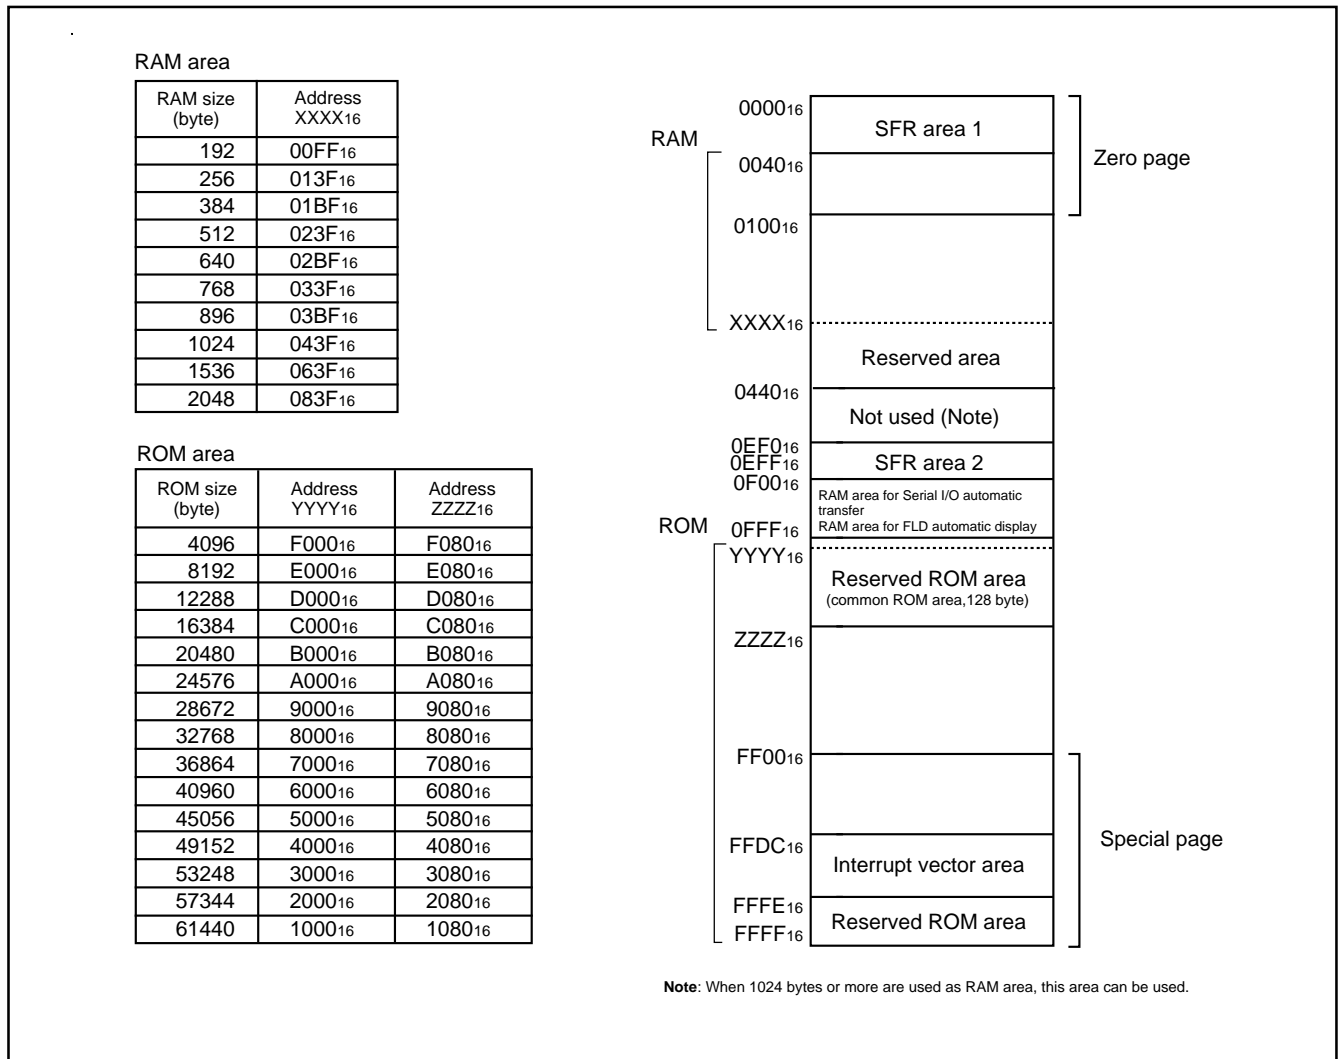 RAM area
RAM size (byte) Address XXXX16
192 00FF16
256 013F16
384 01BF16
512 023F16
640 02BF16
768 033F16
896 03BF16
1024 043F16
1536 063F16
2048 083F16
ROM area
ROM size (byte) Address YYYY16 Address ZZZZ16
4096 F00016 F08016
8192 E00016 E08016
12288 D00016 D08016
16384 C00016 C08016
20480 B00016 B08016
24576 A00016 A08016
28672 900016 908016
32768 800016 808016
36864 700016 708016
40960 600016 608016
45056 500016 508016
49152 400016 408016
53248 300016 308016
57344 200016 208016
61440 100016 108016
000016
SFR area 1
RAM
004016
Zero page
010016
XXXX16
Reserved area
044016
Not used (Note)
0EF016
0EFF16
SFR area 2
0F0016
RAM area for Serial I/O automatic
transfer
RAM area for FLD automatic display
ROM
0FFF16
YYYY16
Reserved ROM area
(common ROM area,128 byte)
ZZZZ16
FF0016
Special page
FFDC16
Interrupt vector area
FFFE16
Reserved ROM area
FFFF16
Note: When 1024 bytes or more are used as RAM area, this area can be used.